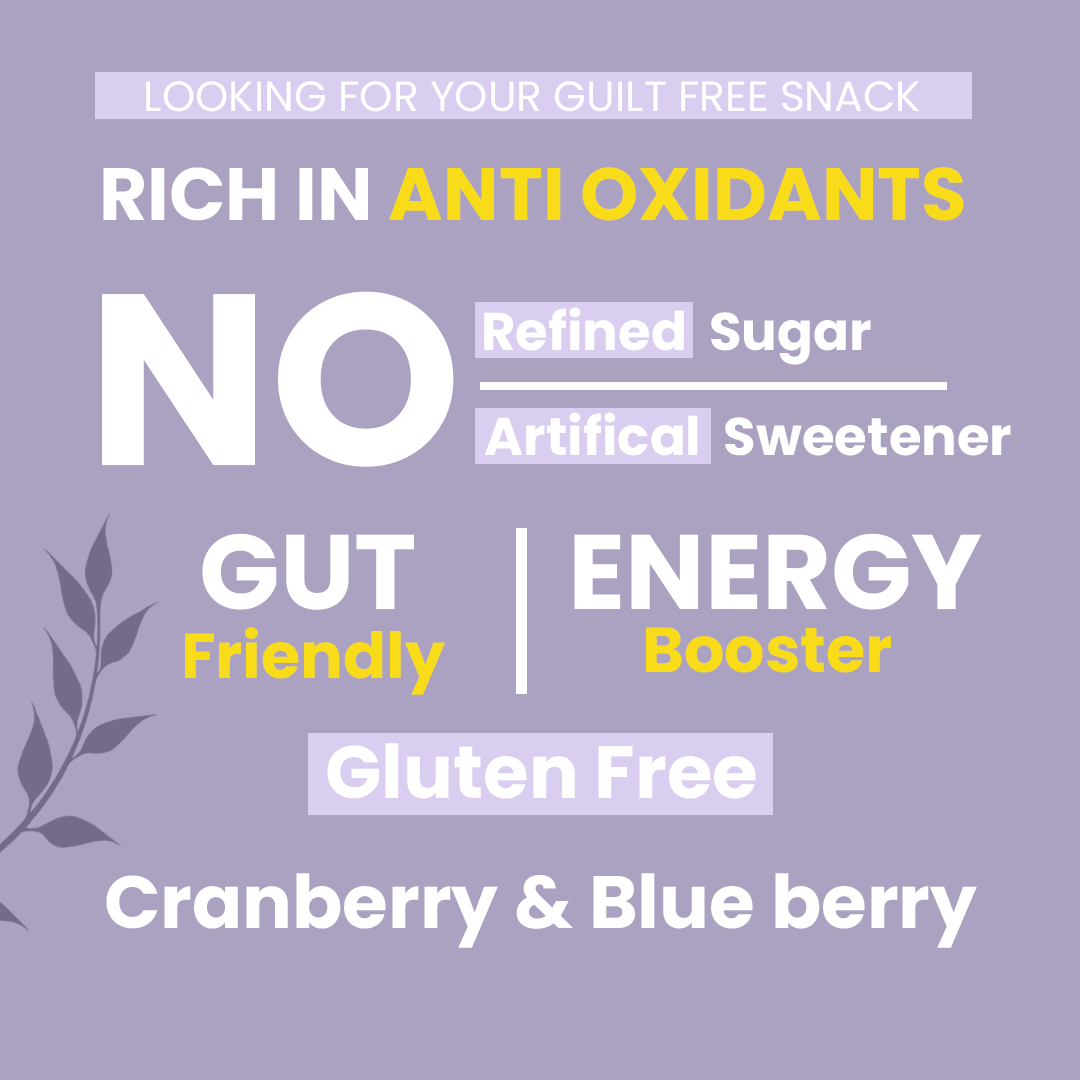 LOOKING FOR YOUR GUILT FREE SNACK
RICH IN ANTI OXIDANTS
NO
Refined Sugar
Artifical Sweetener
GUT
Friendly
ENERGY
Booster
Gluten Free
Cranberry & Blue berry